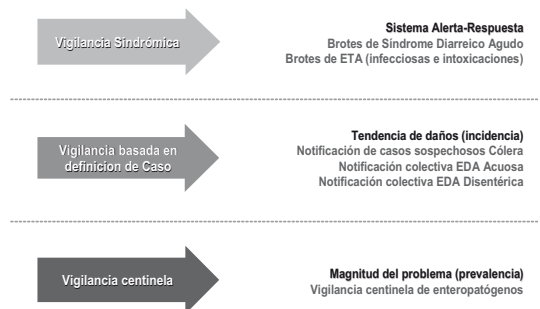 Vigilancia Sindrómica
Sistema Alerta-Respuesta
Brotes de Síndrome Diarreico Agudo
Brotes de ETA (infecciosas e intoxicaciones)
Vigilancia basada en
definicion de Caso
Tendencia de daños (incidencia)
Notificación de casos sospechosos Cólera
Notificación colectiva EDA Acuosa
Notificación colectiva EDA Disentérica
Vigilancia centinela
Magnitud del problema (prevalencia)
Vigilancia centinela de enteropatógenos